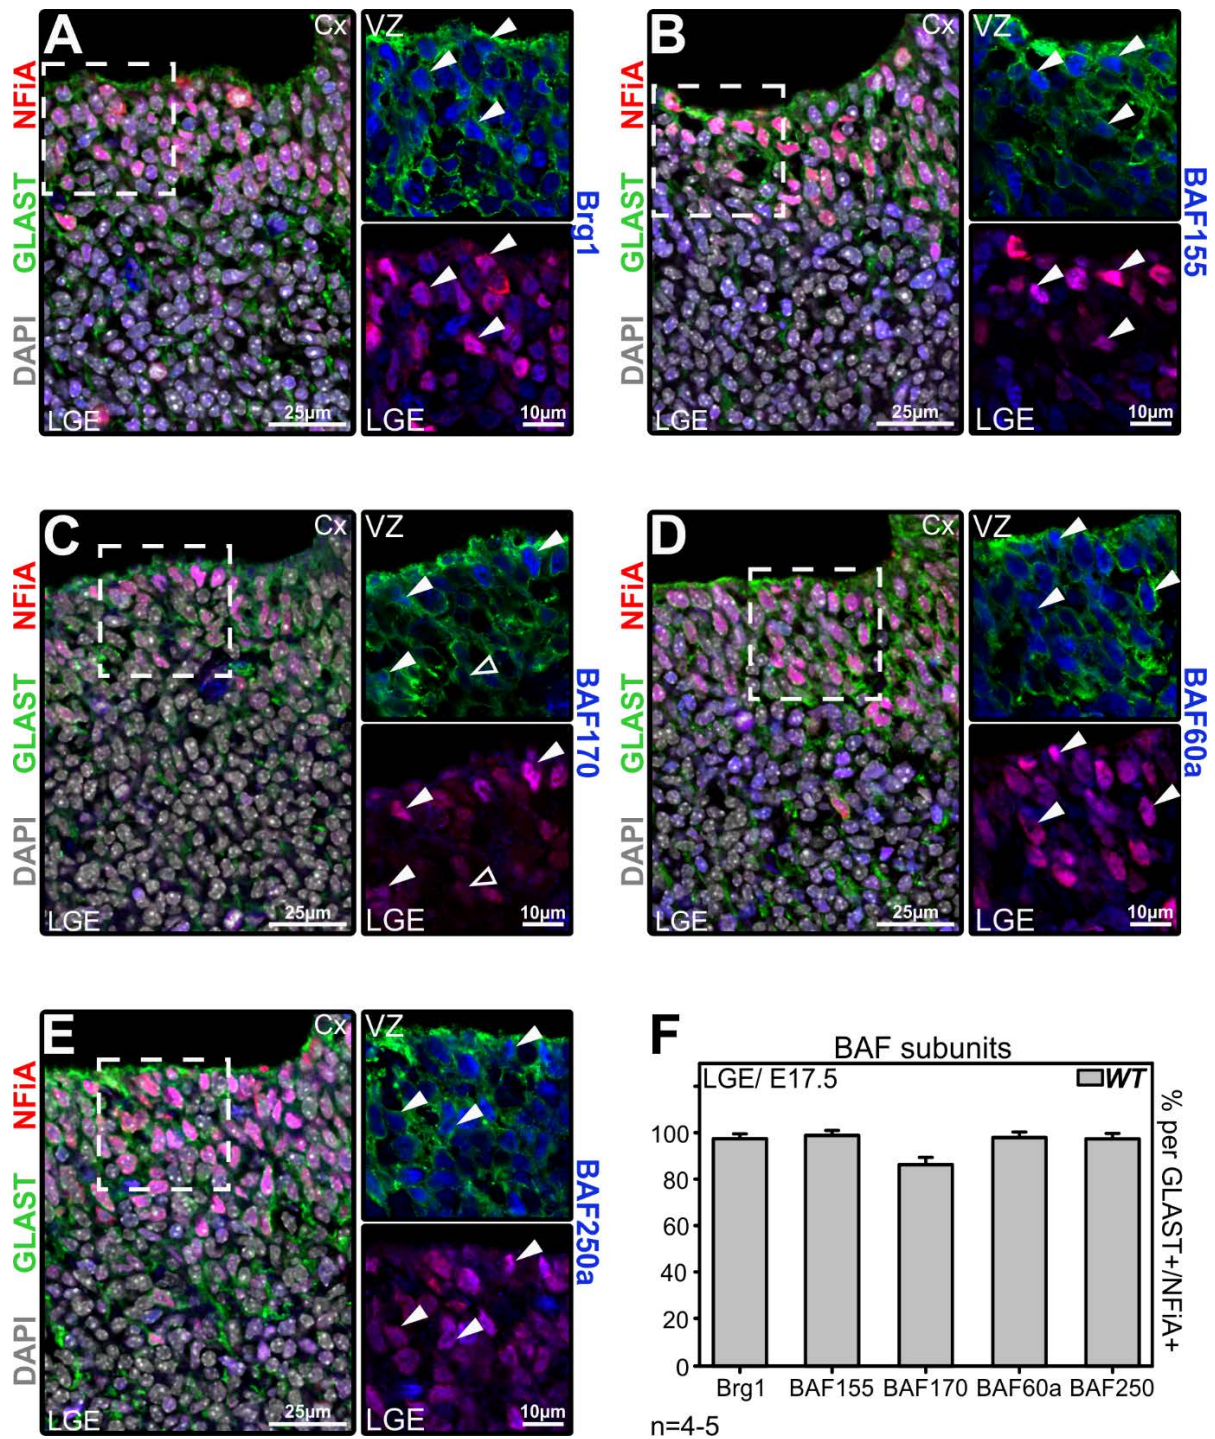 A
Cx
VZ
DAPI GLAST NFiA
Brg1
LGE
25µm
LGE
10µm
B
Cx
VZ
DAPI GLAST NFiA
BAF155
LGE
25µm
LGE
10µm
C
Cx
VZ
DAPI GLAST NFiA
BAF170
LGE
25µm
LGE
10µm
D
Cx
VZ
DAPI GLAST NFiA
BAF60a
LGE
25µm
LGE
10µm
E
Cx
VZ
DAPI GLAST NFiA
BAF250a
LGE
25µm
LGE
10µm
F
BAF subunits
LGE/ E17.5
WT
100
80
60
40
20
0
% per GLAST+/NFiA+
Brg1 BAF155 BAF170 BAF60a BAF250
n=4-5